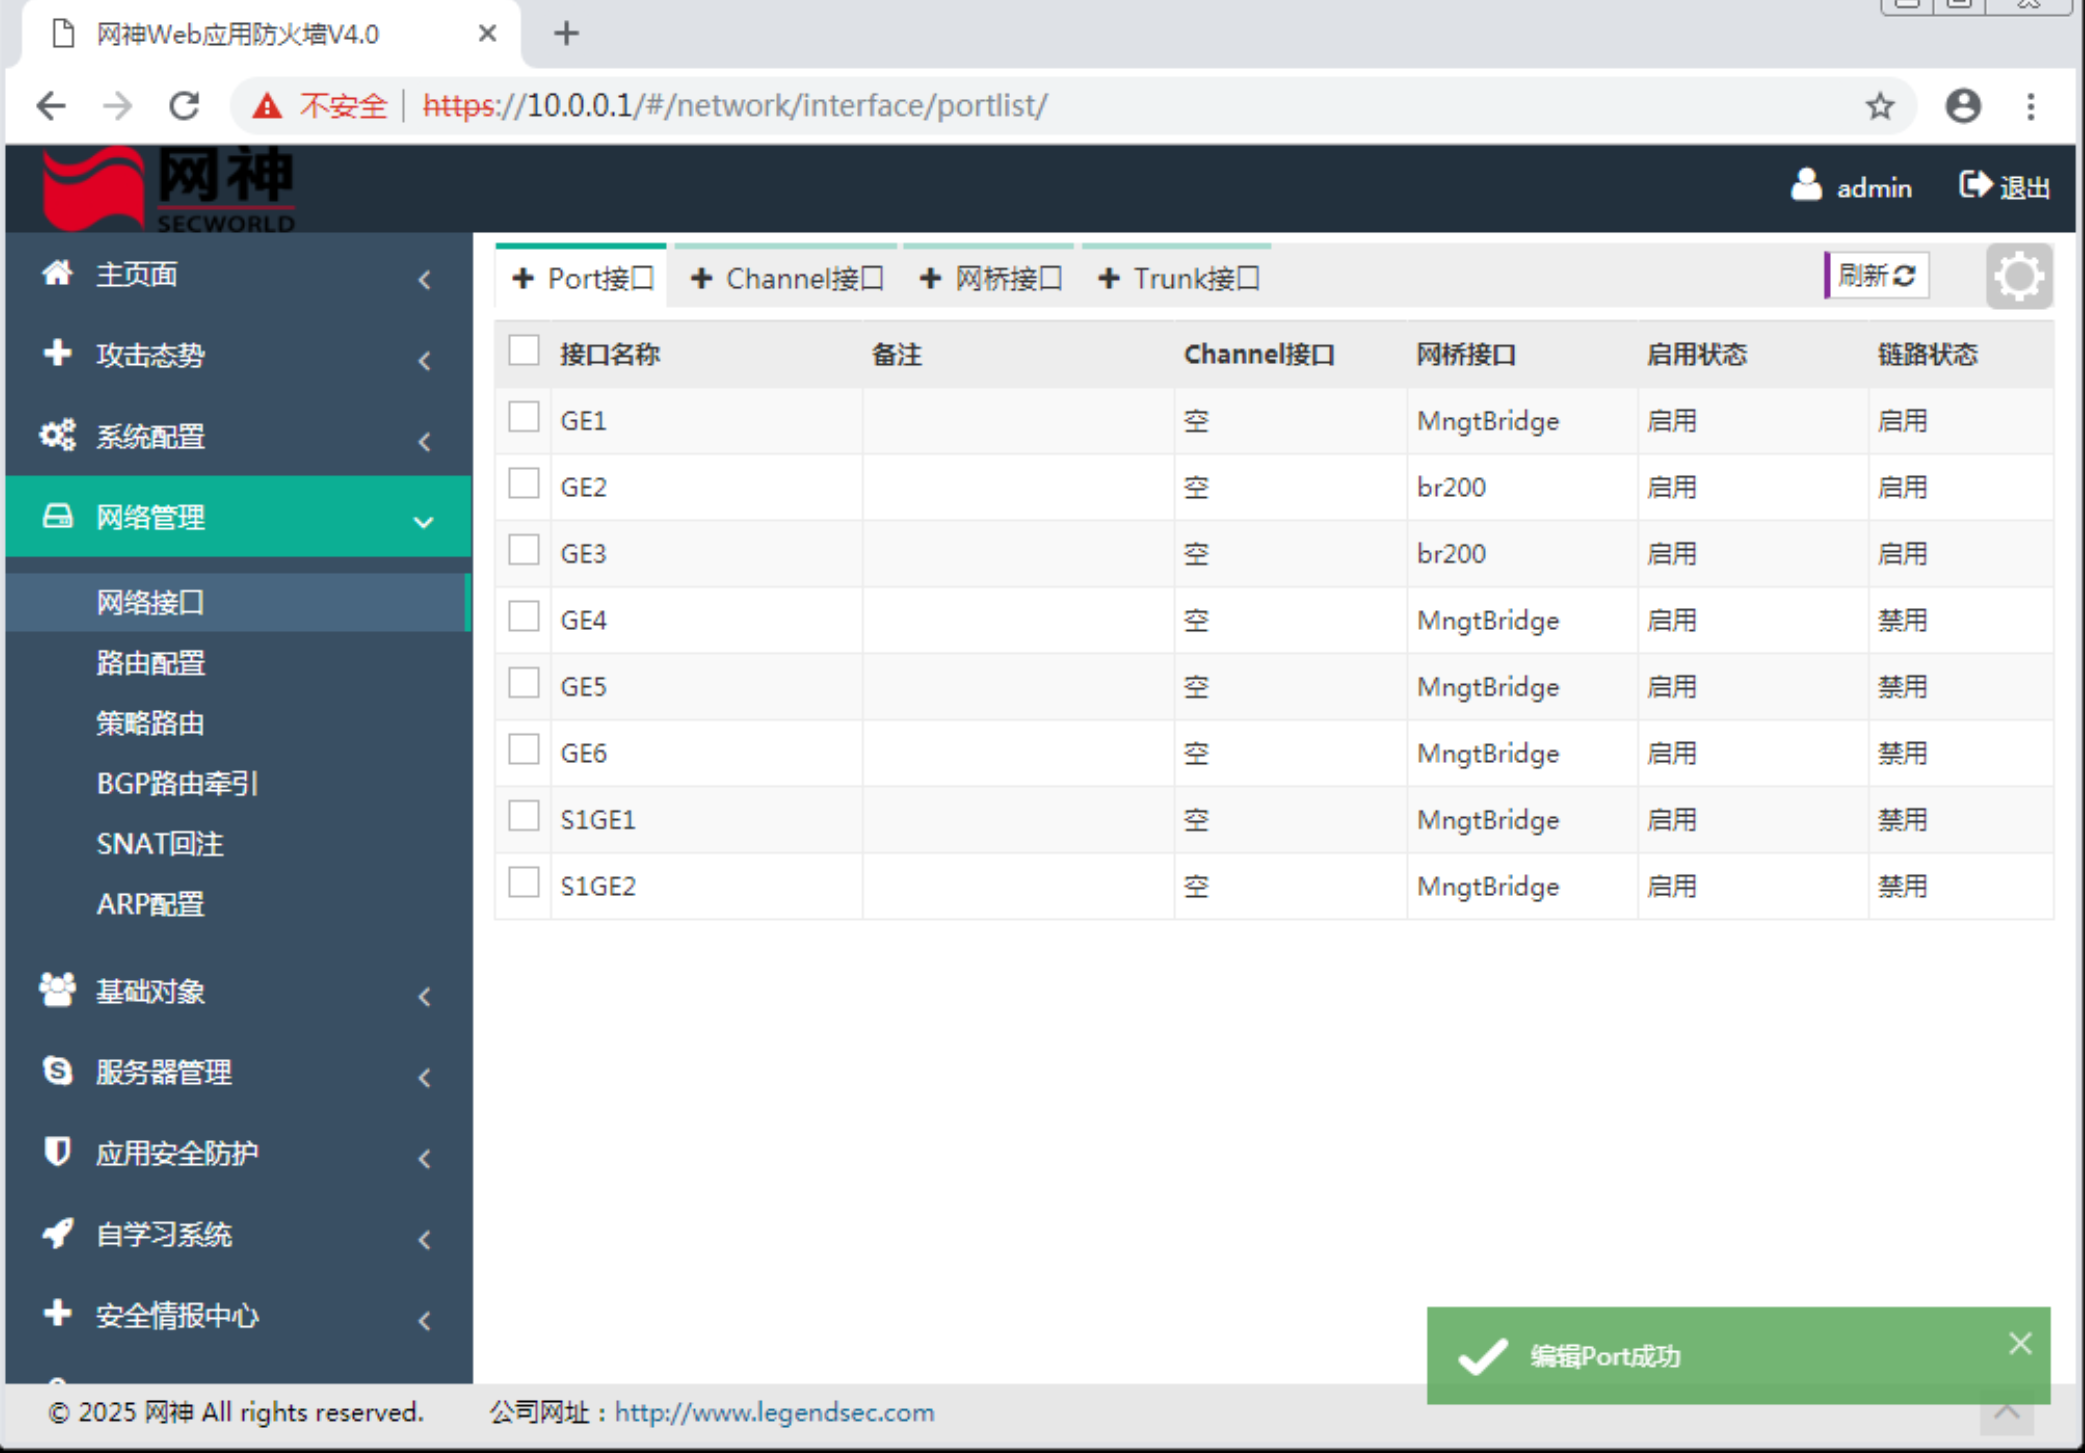 网神Web应用防火墙V4.0
不安全 https://10.0.0.1/#/network/interface/portlist/
网神
SECWORLD
admin 退出
主页面
攻击态势
系统配置
网络管理
网络接口
路由配置
策略路由
BGP路由牵引
SNAT回注
ARP配置
基础对象
服务器管理
应用安全防护
自学习系统
安全情报中心
Port接口 Channel接口 网桥接口 Trunk接口 刷新
接口名称 备注 Channel接口 网桥接口 启用状态 链路状态
GE1 空 MngtBridge 启用 启用
GE2 空 br200 启用 启用
GE3 空 br200 启用 启用
GE4 空 MngtBridge 启用 禁用
GE5 空 MngtBridge 启用 禁用
GE6 空 MngtBridge 启用 禁用
S1GE1 空 MngtBridge 启用 禁用
S1GE2 空 MngtBridge 启用 禁用
编辑Port成功
© 2025 网神 All rights reserved. 公司网址：http://www.legendsec.com